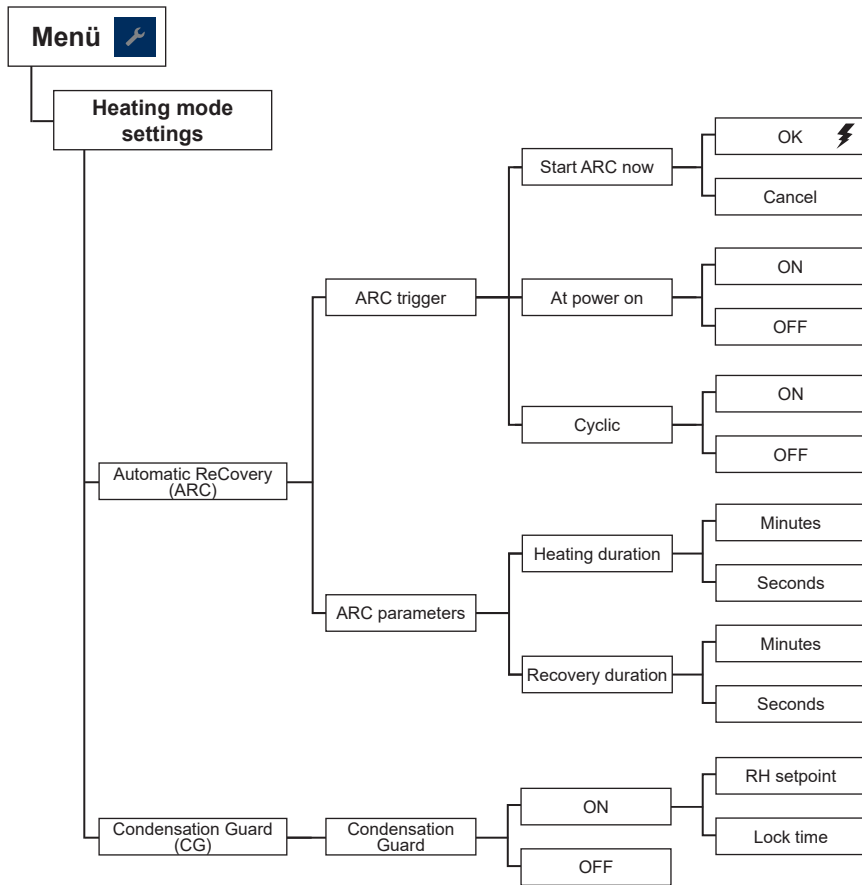 Menü
Heating mode
settings
Start ARC now
OK
Cancel
ARC trigger
At power on
ON
OFF
Cyclic
ON
OFF
Automatic ReCovery
(ARC)
Heating duration
Minutes
Seconds
ARC parameters
Recovery duration
Minutes
Seconds
Condensation Guard
(CG)
Condensation
Guard
ON
RH setpoint
Lock time
OFF